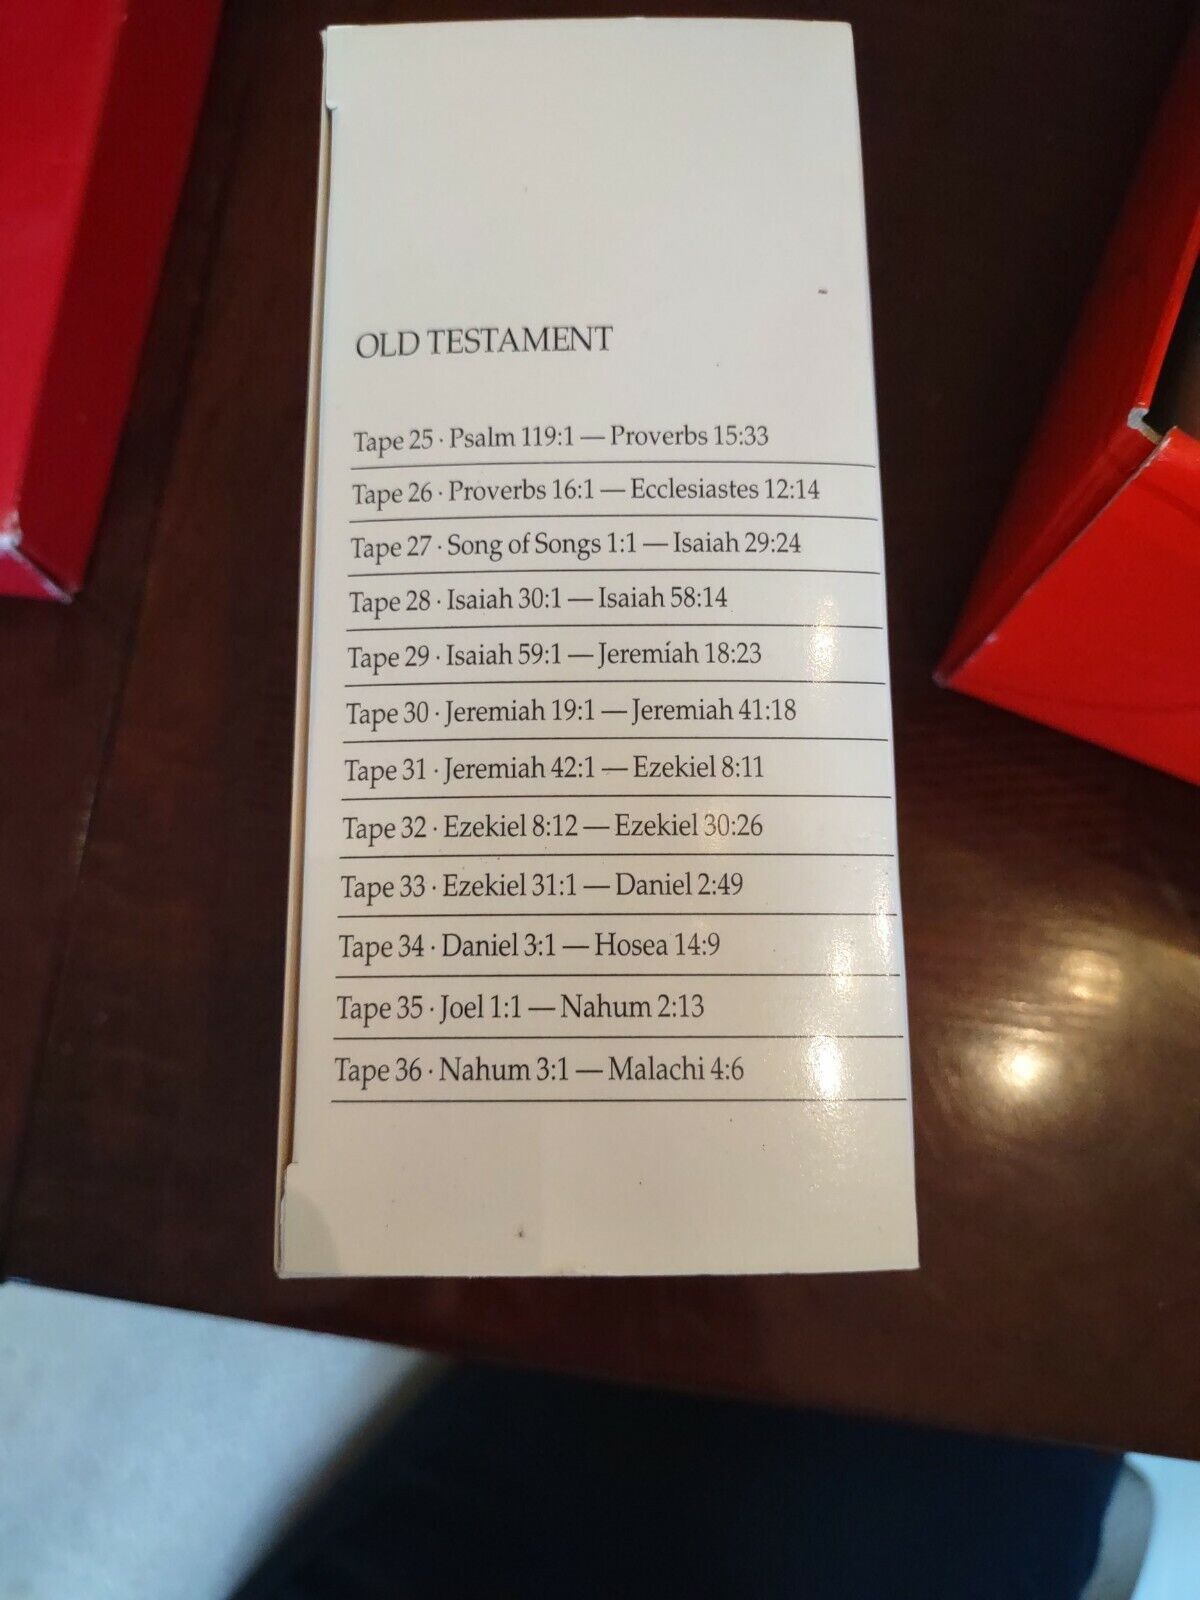 OLD TESTAMENT
Tape 25 · Psalm 119:1 — Proverbs 15:33
Tape 26 · Proverbs 16:1 — Ecclesiastes 12:14
Tape 27 · Song of Songs 1:1 — Isaiah 29:24
Tape 28 · Isaiah 30:1 — Isaiah 58:14
Tape 29 · Isaiah 59:1 — Jeremiah 18:23
Tape 30 · Jeremiah 19:1 — Jeremiah 41:18
Tape 31 · Jeremiah 42:1 — Ezekiel 8:11
Tape 32 · Ezekiel 8:12 — Ezekiel 30:26
Tape 33 · Ezekiel 31:1 — Daniel 2:49
Tape 34 · Daniel 3:1 — Hosea 14:9
Tape 35 · Joel 1:1 — Nahum 2:13
Tape 36 · Nahum 3:1 — Malachi 4:6